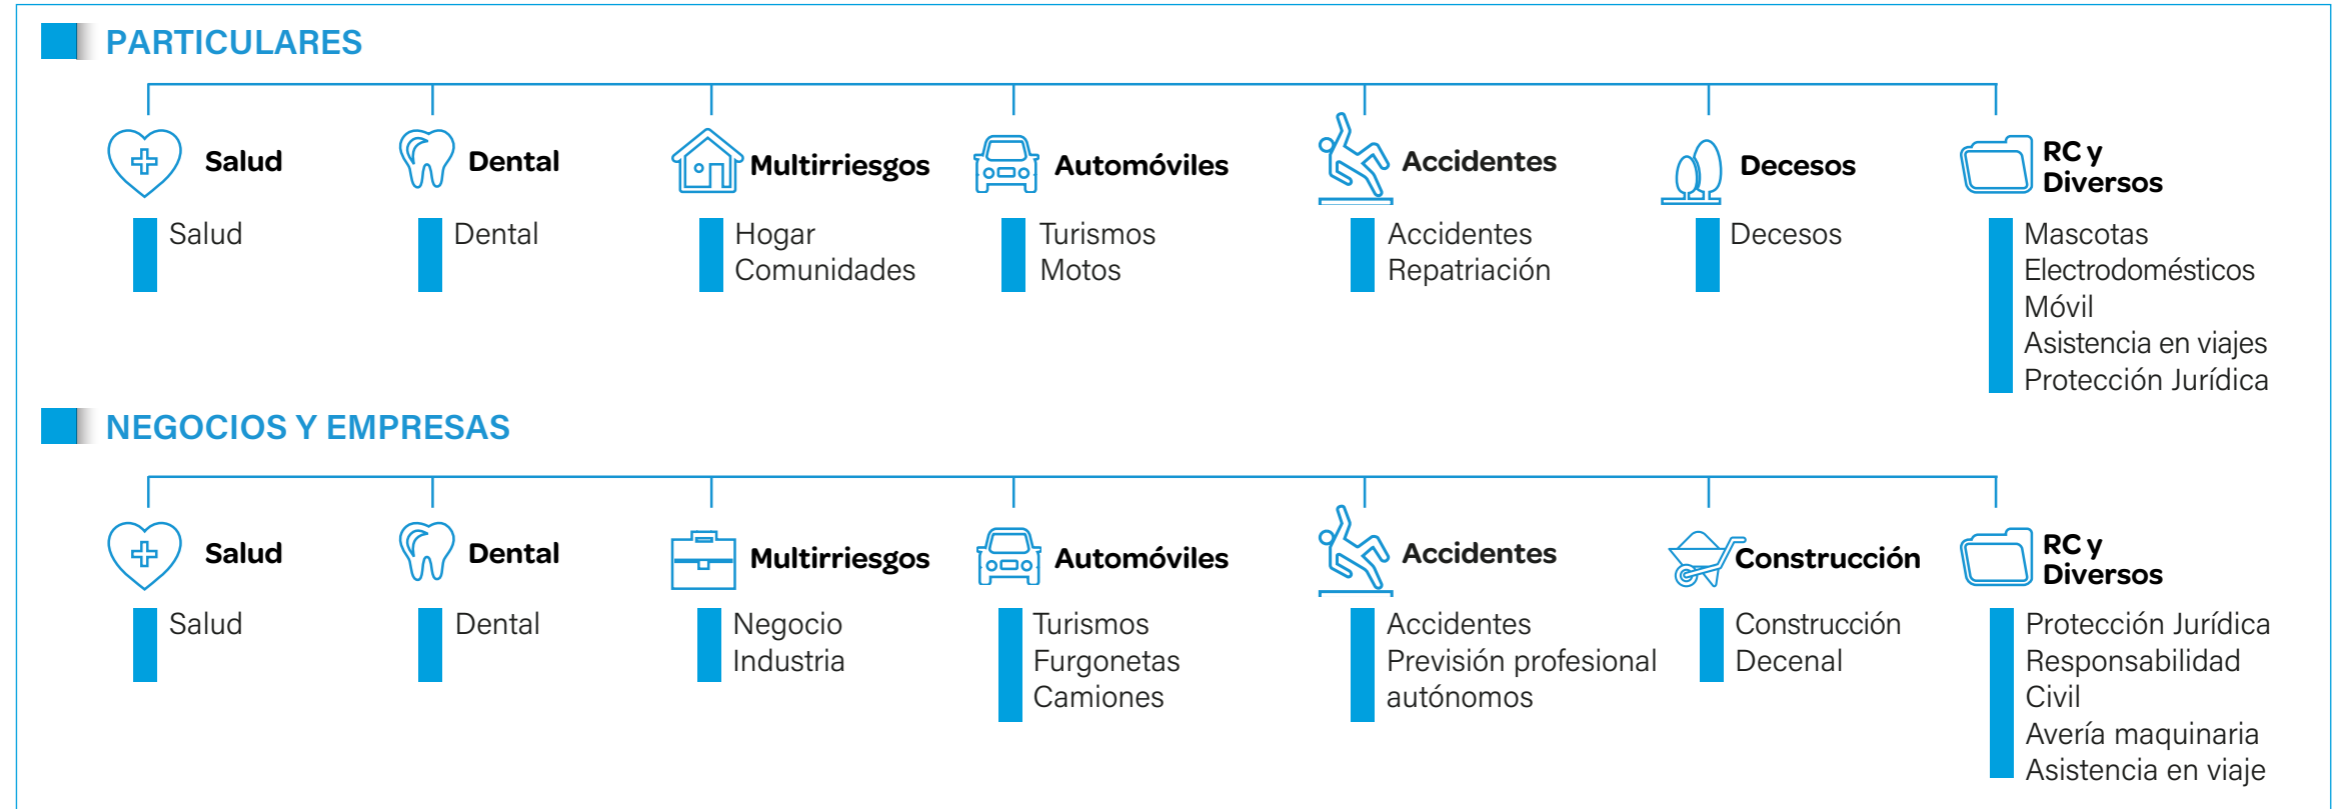 PARTICULARES
Salud
Dental
Multirriesgos
Automóviles
Accidentes
Decesos
RC y
Diversos
Salud
Dental
Hogar
Comunidades
Turismos
Motos
Accidentes
Repatriación
Decesos
Mascotas
Electrodomésticos
Móvil
Asistencia en viajes
Protección Jurídica
NEGOCIOS Y EMPRESAS
Salud
Dental
Multirriesgos
Automóviles
Accidentes
Construcción
RC y
Diversos
Salud
Dental
Negocio
Industria
Turismos
Furgonetas
Camiones
Accidentes
Previsión profesional
autónomos
Construcción
Decenal
Protección Jurídica
Responsabilidad
Civil
Avería maquinaria
Asistencia en viaje